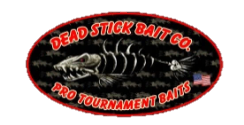 DEAD STICK BAIT CO.
PRO TOURNAMENT BAITS